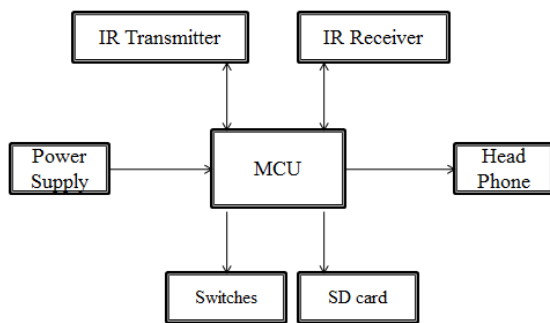 IR Transmitter
IR Receiver
Power
Supply
MCU
Head
Phone
Switches
SD card